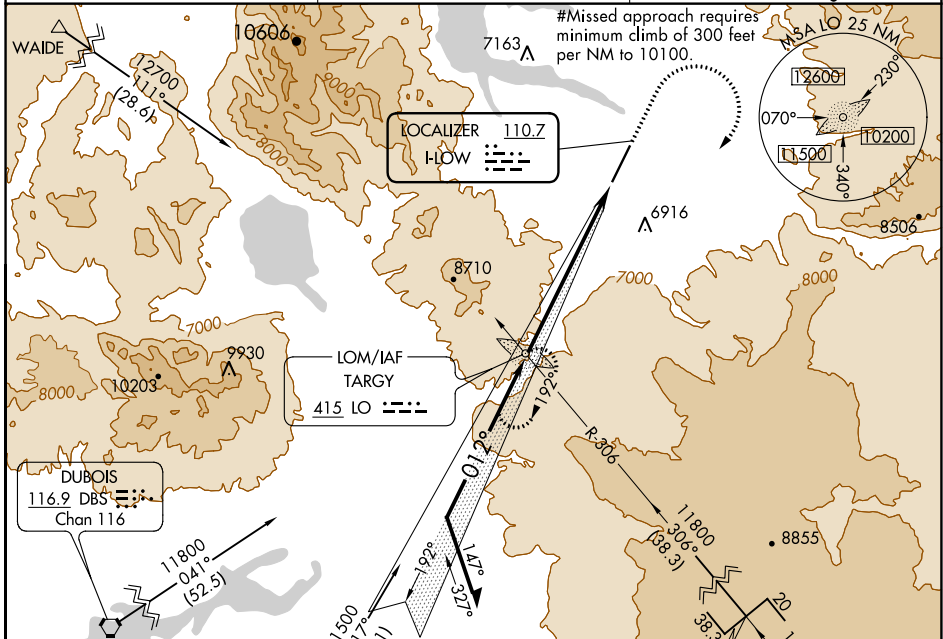 #Missed approach requires
minimum climb of 300 feet
per NM to 10100.
MSA LO 25 NM
12600
230°
070°
10200
11500
340°
WAIDE
12700
111°
(28.6)
10606
9000
8000
7163
LOCALIZER 110.7
I-LOW
6916
8506
8710
7000
8000
7000
9930
10203
8000
LOM/IAF
TARGY
415 LO
192°
R-306
012°
DUBOIS
116.9 DBS
Chan 116
11800
041°
(52.5)
192°
147°
327°
11800
306°
(38.3)
8855
20